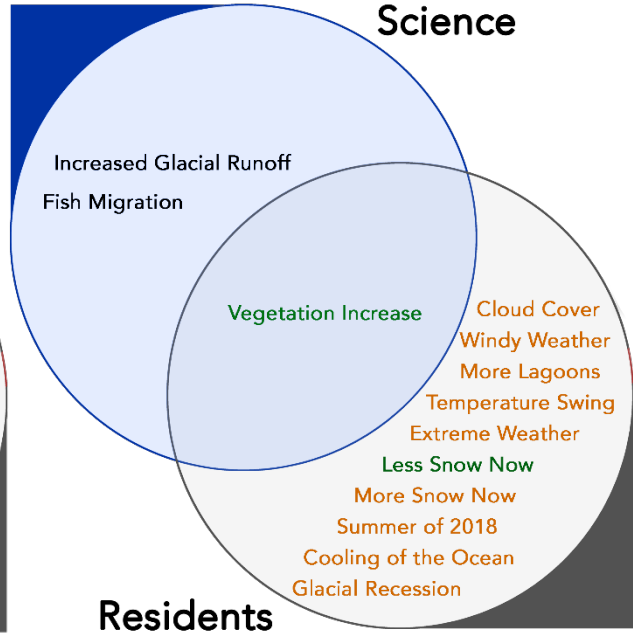 Science
Increased Glacial Runoff
Fish Migration
Vegetation Increase
Cloud Cover
Windy Weather
More Lagoons
Temperature Swing
Extreme Weather
Less Snow Now
More Snow Now
Summer of 2018
Cooling of the Ocean
Glacial Recession
Residents